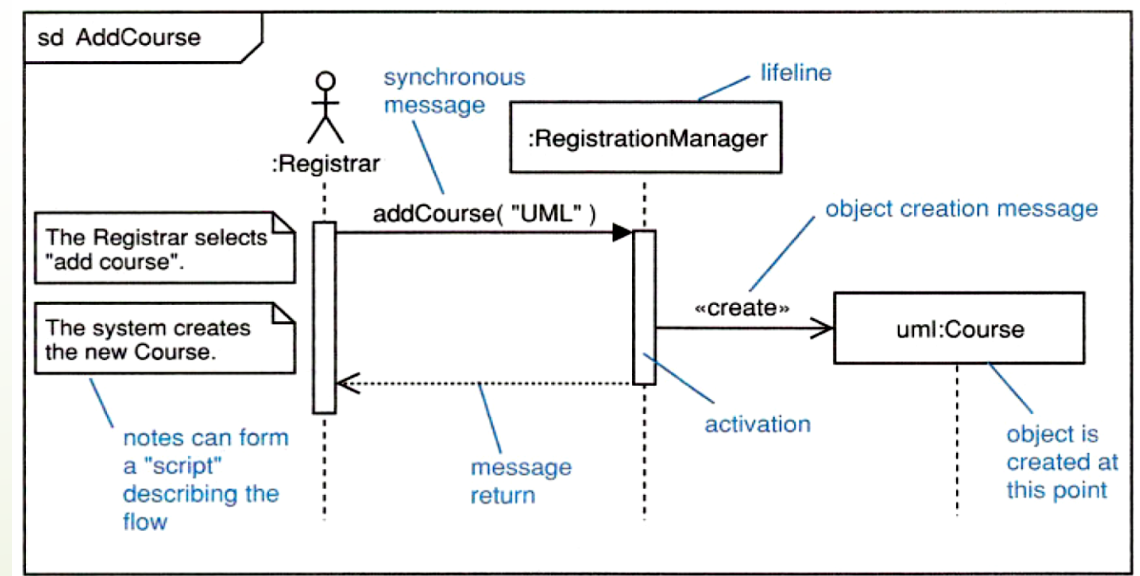 sd AddCourse
synchronous
message
lifeline
:Registrar
:RegistrationManager
addCourse( "UML" )
The Registrar selects
"add course".
object creation message
The system creates
the new Course.
«create»
uml:Course
activation
notes can form
a "script"
describing the
flow
message
return
object is
created at
this point